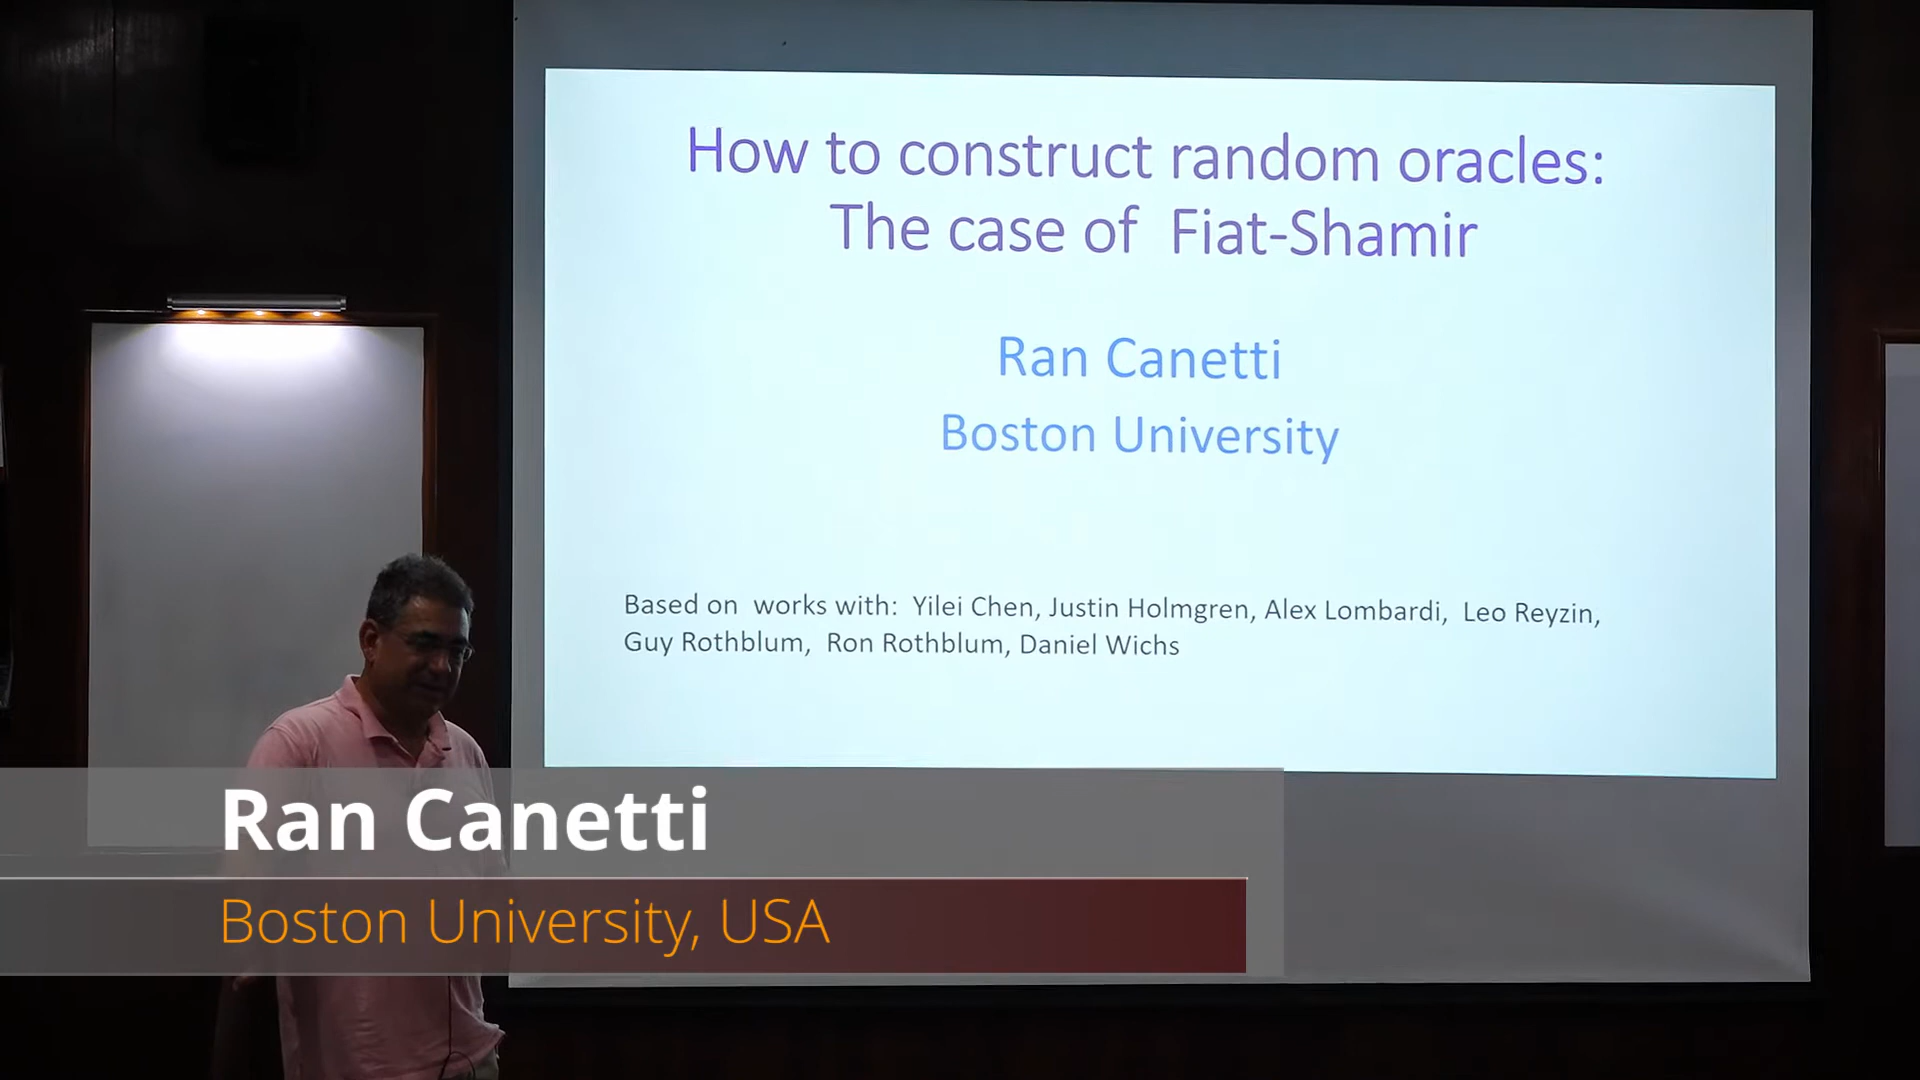 How to construct random oracles:
The case of Fiat-Shamir
Ran Canetti
Boston University
Based on works with: Yilei Chen, Justin Holmgren, Alex Lombardi, Leo Reyzin,
Guy Rothblum, Ron Rothblum, Daniel Wichs
Ran Canetti
Boston University, USA